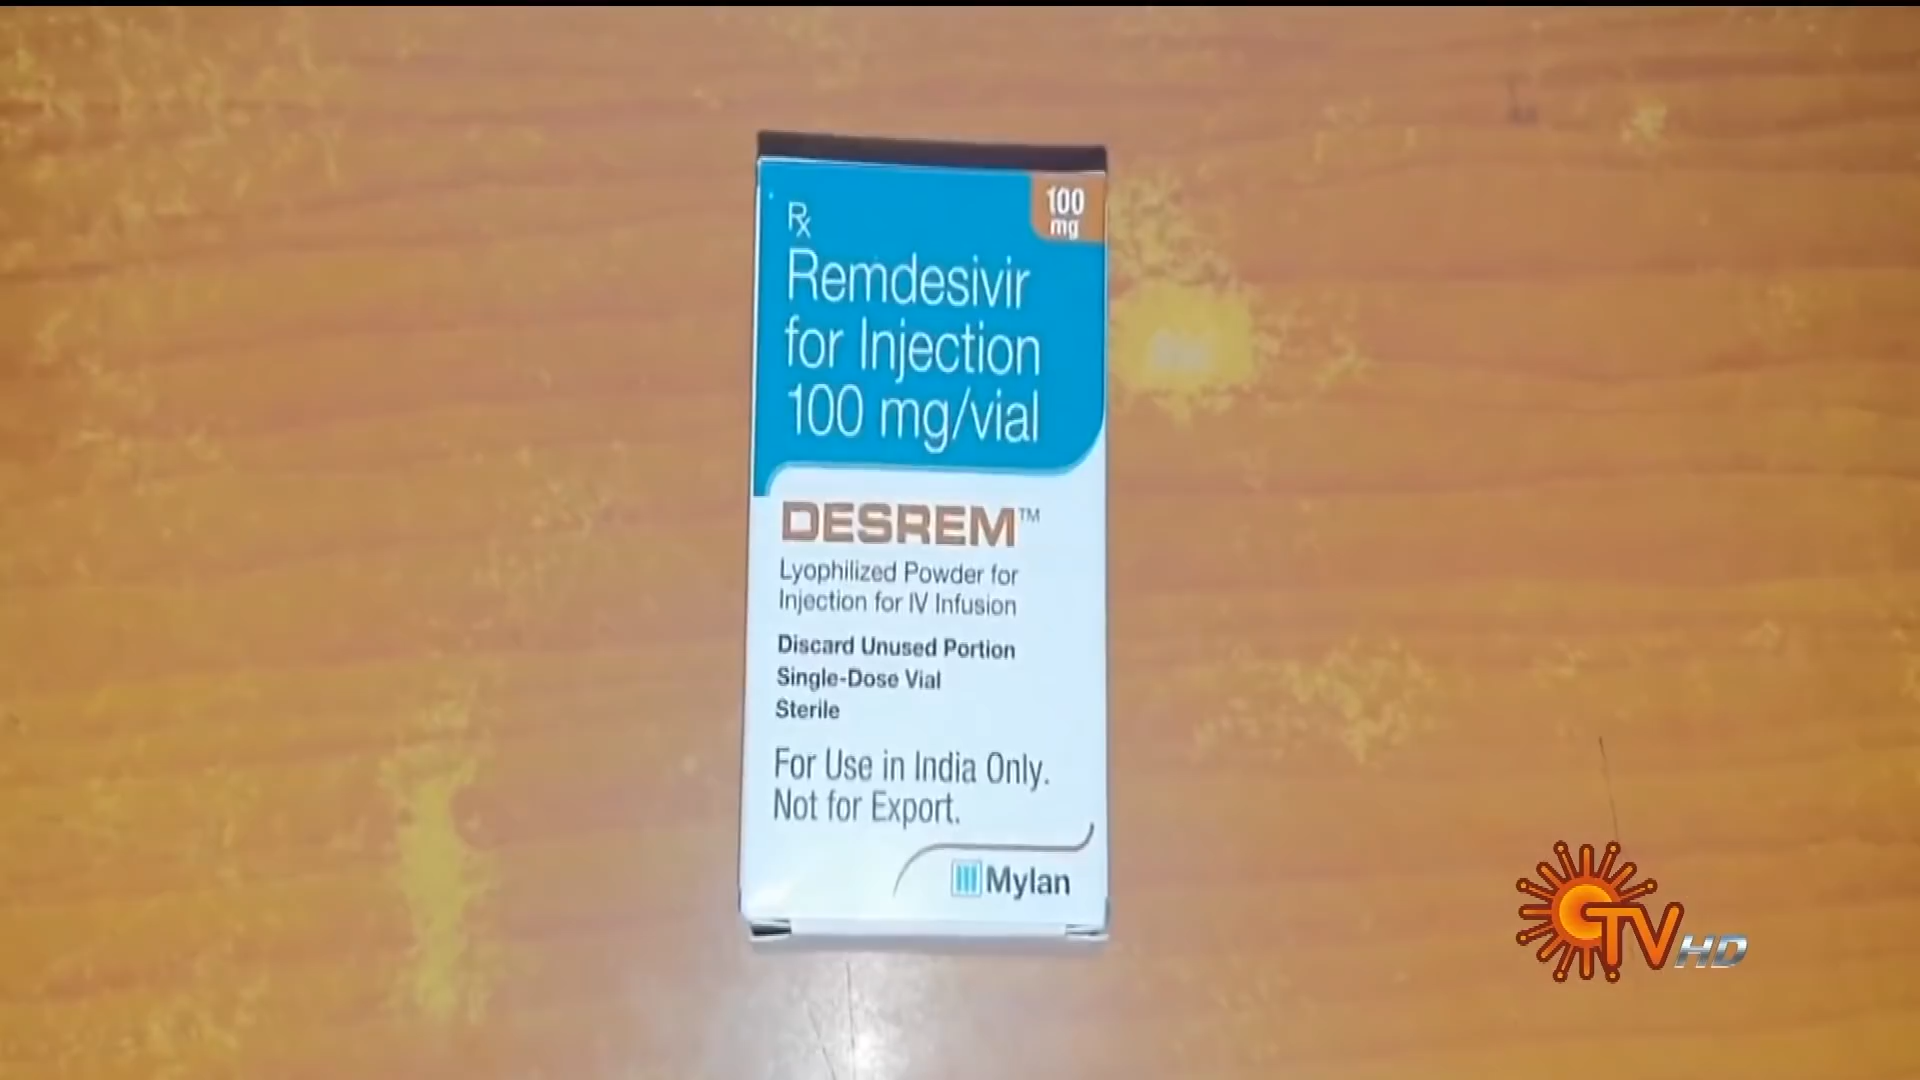 Rx
100
mg
Remdesivir
for Injection
100 mg/vial
DESREM™
Lyophilized Powder for
Injection for IV Infusion
Discard Unused Portion
Single-Dose Vial
Sterile
For Use in India Only.
Not for Export.
Mylan
TV HD